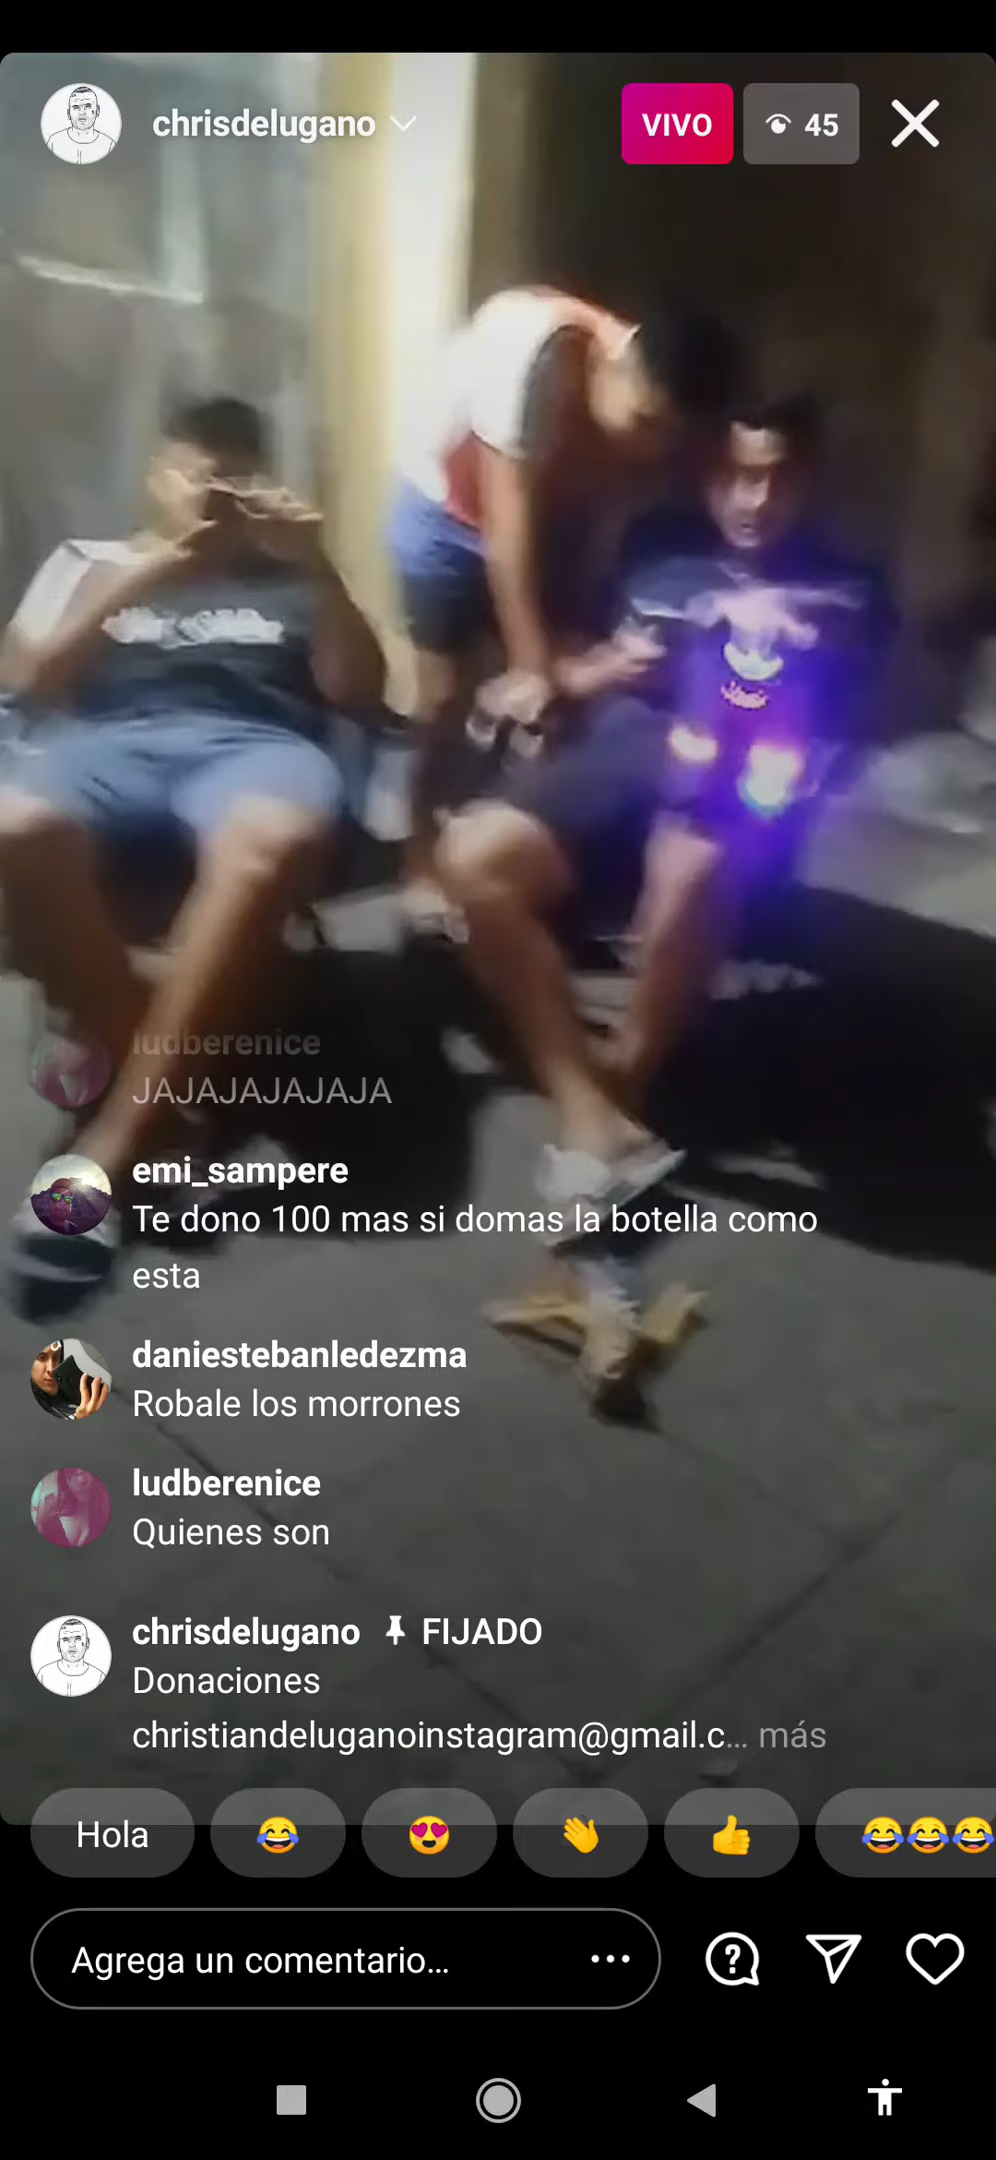 chrisdelugano
VIVO
45
ludberenice
JAJAJAJAJAJA
emi_sampere
Te dono 100 mas si domas la botella como
esta
daniestebanledezma
Robale los morrones
ludberenice
Quienes son
chrisdelugano FIJADO
Donaciones
christiandeluganoinstagram@gmail.c... más
Hola
Agrega un comentario...